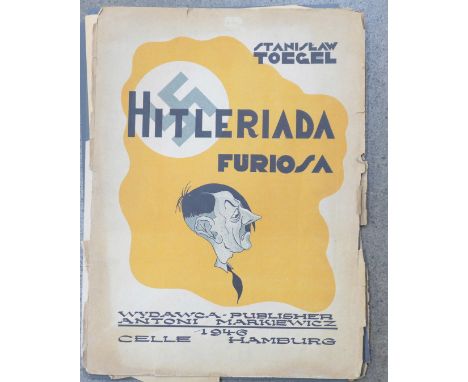 STANISŁAW
TOEGEL
HITLERIADA
FURIOSA
WYDAWCA - PUBLISHER
ANTONI MARKIEWICZ
1946
CELLE HAMBURG